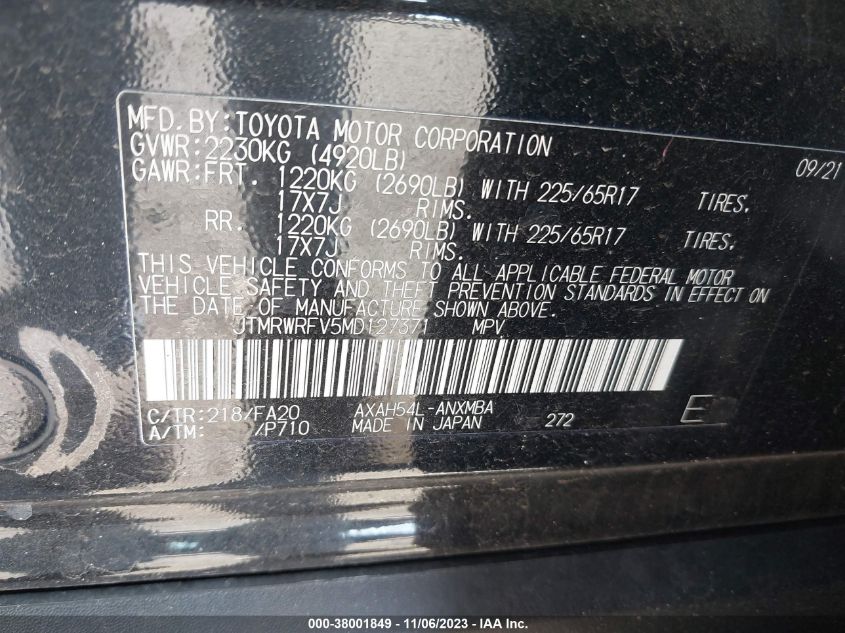 MFD. BY: TOYOTA MOTOR CORPORATION 09/21
GVWR: 2230KG (4920LB)
GAWR: FRT. 1220KG (2690LB) WITH 225/65R17 TIRES,
17X7J RIMS.
RR. 1220KG (2690LB) WITH 225/65R17 TIRES,
17X7J RIMS.
THIS VEHICLE CONFORMS TO ALL APPLICABLE FEDERAL MOTOR
VEHICLE SAFETY AND THEFT PREVENTION STANDARDS IN EFFECT ON
THE DATE OF MANUFACTURE SHOWN ABOVE.
JTMRWRFV5MD127371 MPV
C/TR: 218/FA20 AXAH54L-ANXMBA 272 E
A/TM: /P710 MADE IN JAPAN
000-38001849 - 11/06/2023 - IAA Inc.